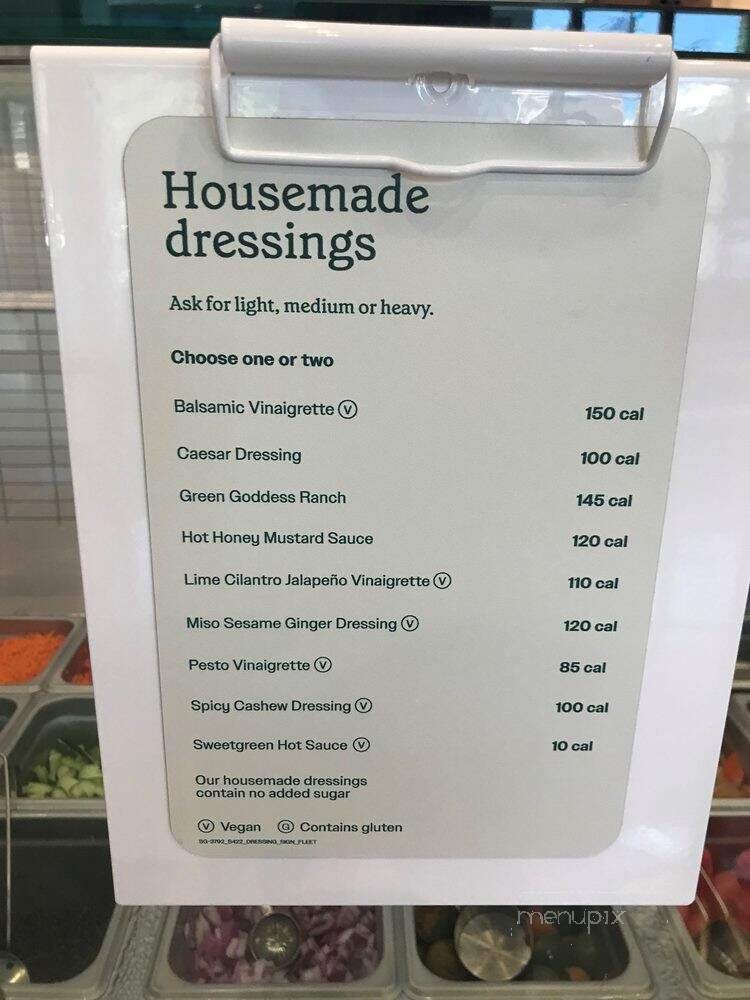 Housemade
dressings
Ask for light, medium or heavy.
Choose one or two
Balsamic Vinaigrette Ⓥ 150 cal
Caesar Dressing 100 cal
Green Goddess Ranch 145 cal
Hot Honey Mustard Sauce 120 cal
Lime Cilantro Jalapeño Vinaigrette Ⓥ 110 cal
Miso Sesame Ginger Dressing Ⓥ 120 cal
Pesto Vinaigrette Ⓥ 85 cal
Spicy Cashew Dressing Ⓥ 100 cal
Sweetgreen Hot Sauce Ⓥ 10 cal
Our housemade dressings
contain no added sugar
Ⓥ Vegan Ⓖ Contains gluten
SG-3792_S422_DRESSING_SIGN_FLEET
menupix